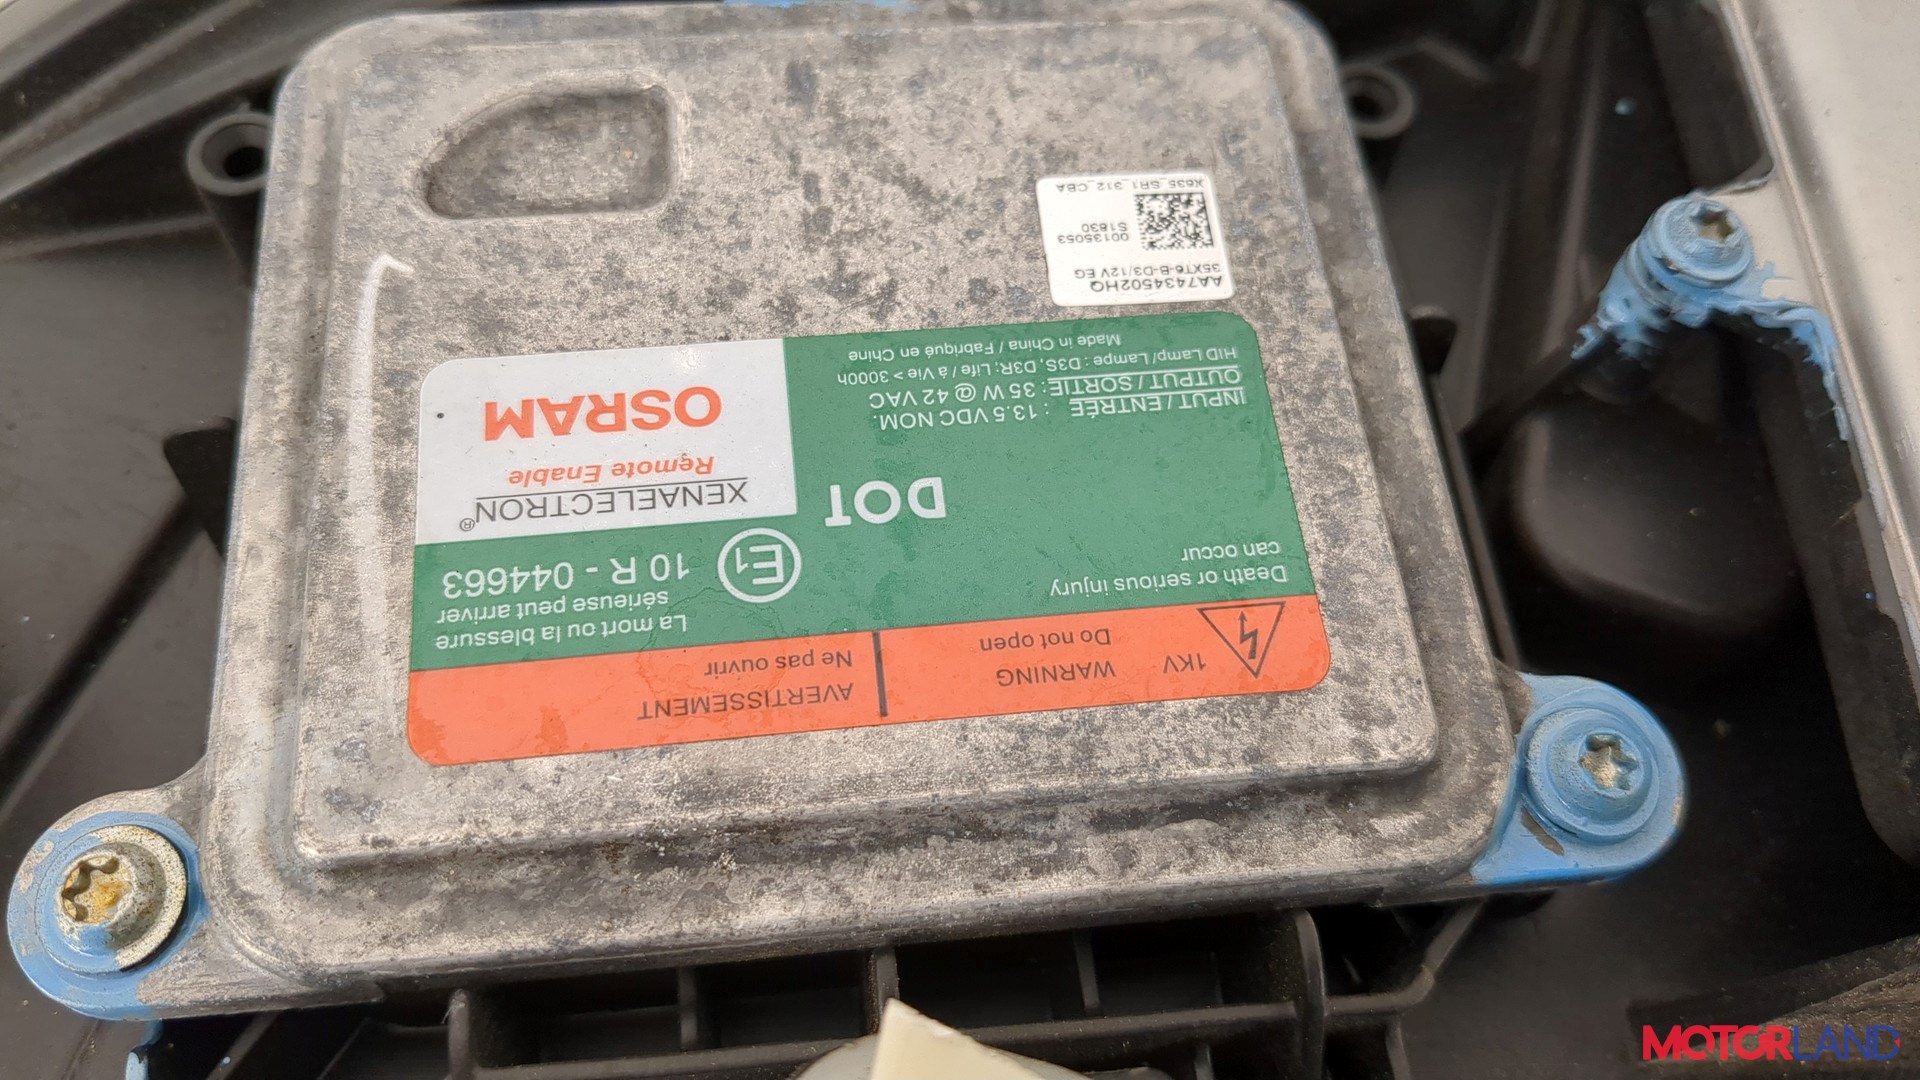 1KV
WARNING
Do not open
AVERTISSEMENT
Ne pas ouvrir
Death or serious injury
can occur
La mort ou la blessure
sérieuse peut arriver
DOT
E1
10 R - 044663
XENAELECTRON®
Remote Enable
OSRAM
INPUT / ENTRÉE : 13.5 VDC NOM.
OUTPUT / SORTIE : 35 W @ 42 VAC
HID Lamp/ Lampe : D3S, D3R; Life / à Vie > 3000h
Made in China / Fabriqué en Chine
AA7434502HQ
35XT6-B-D3/12V EG
00135053
S1830
X635_SR1_312_CBA
MOTORLAND